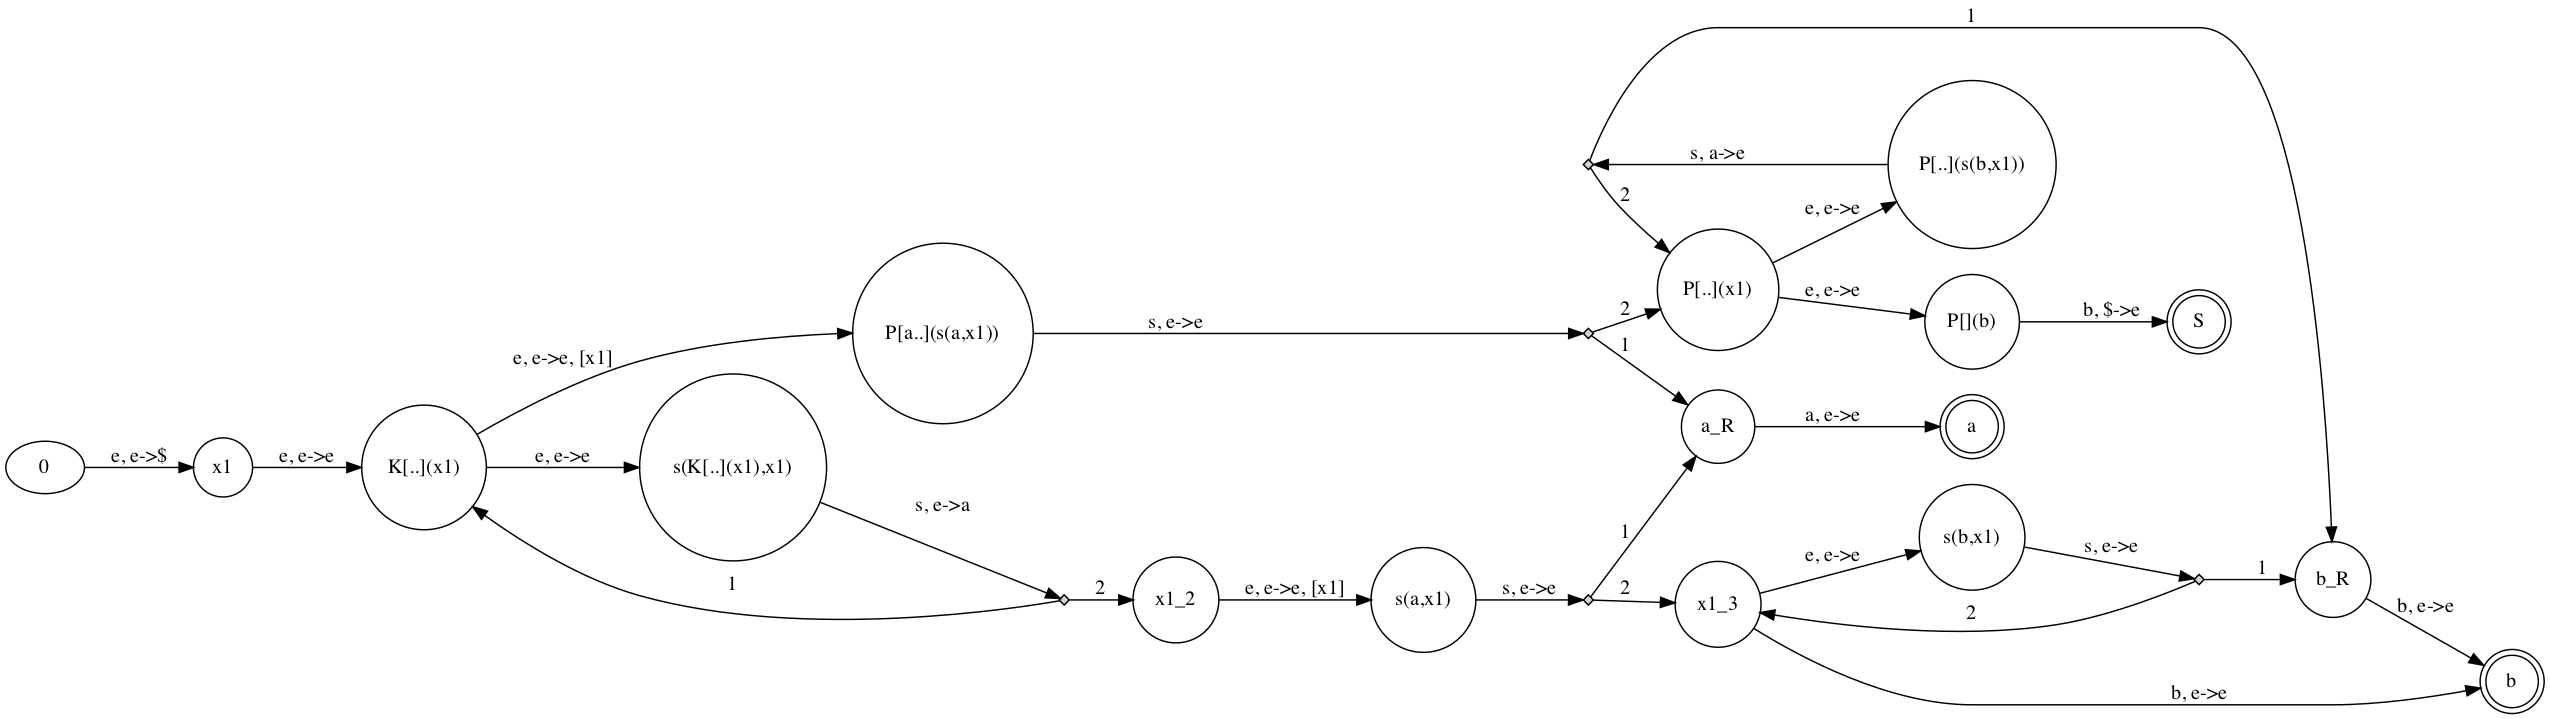 1
s, a->e
P[..](s(b,x1))
2
e, e->e
P[..](x1)
2
e, e->e
P[](b)
b, $->e
S
s, e->e
P[a..](s(a,x1))
1
e, e->e, [x1]
a_R
a, e->e
a
0
e, e->$
x1
e, e->e
K[..](x1)
e, e->e
s(K[..](x1),x1)
s, e->a
1
2
x1_2
e, e->e, [x1]
s(a,x1)
s, e->e
1
2
x1_3
e, e->e
s(b,x1)
s, e->e
1
2
b_R
b, e->e
b, e->e
b